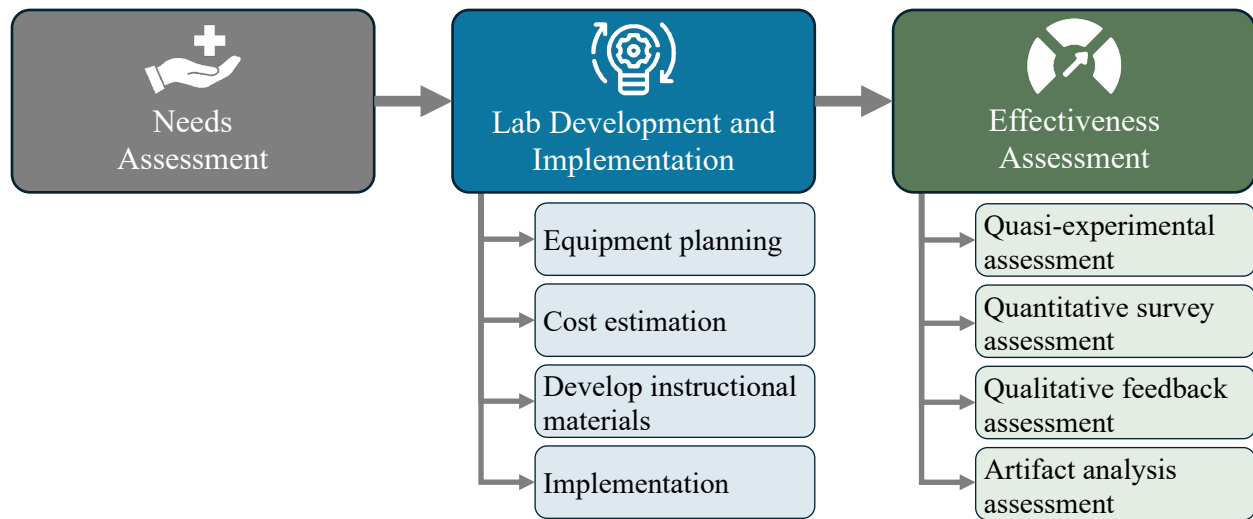 Needs
Assessment
Lab Development and
Implementation
Equipment planning
Cost estimation
Develop instructional
materials
Implementation
Effectiveness
Assessment
Quasi-experimental
assessment
Quantitative survey
assessment
Qualitative feedback
assessment
Artifact analysis
assessment